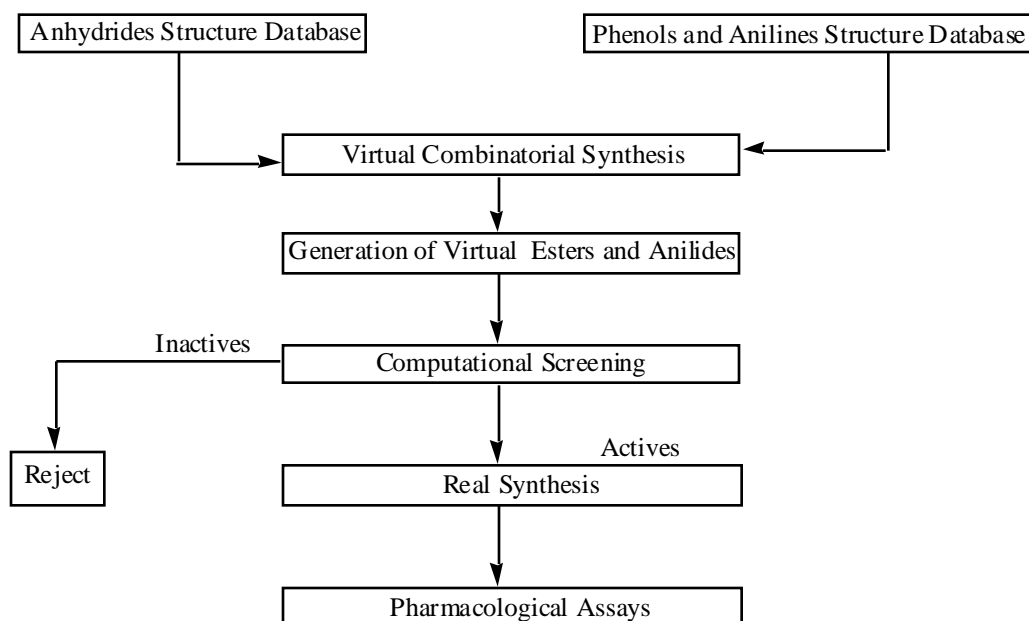 Anhydrides Structure Database
Phenols and Anilines Structure Database
Virtual Combinatorial Synthesis
Generation of Virtual Esters and Anilides
Inactives
Computational Screening
Actives
Reject
Real Synthesis
Pharmacological Assays